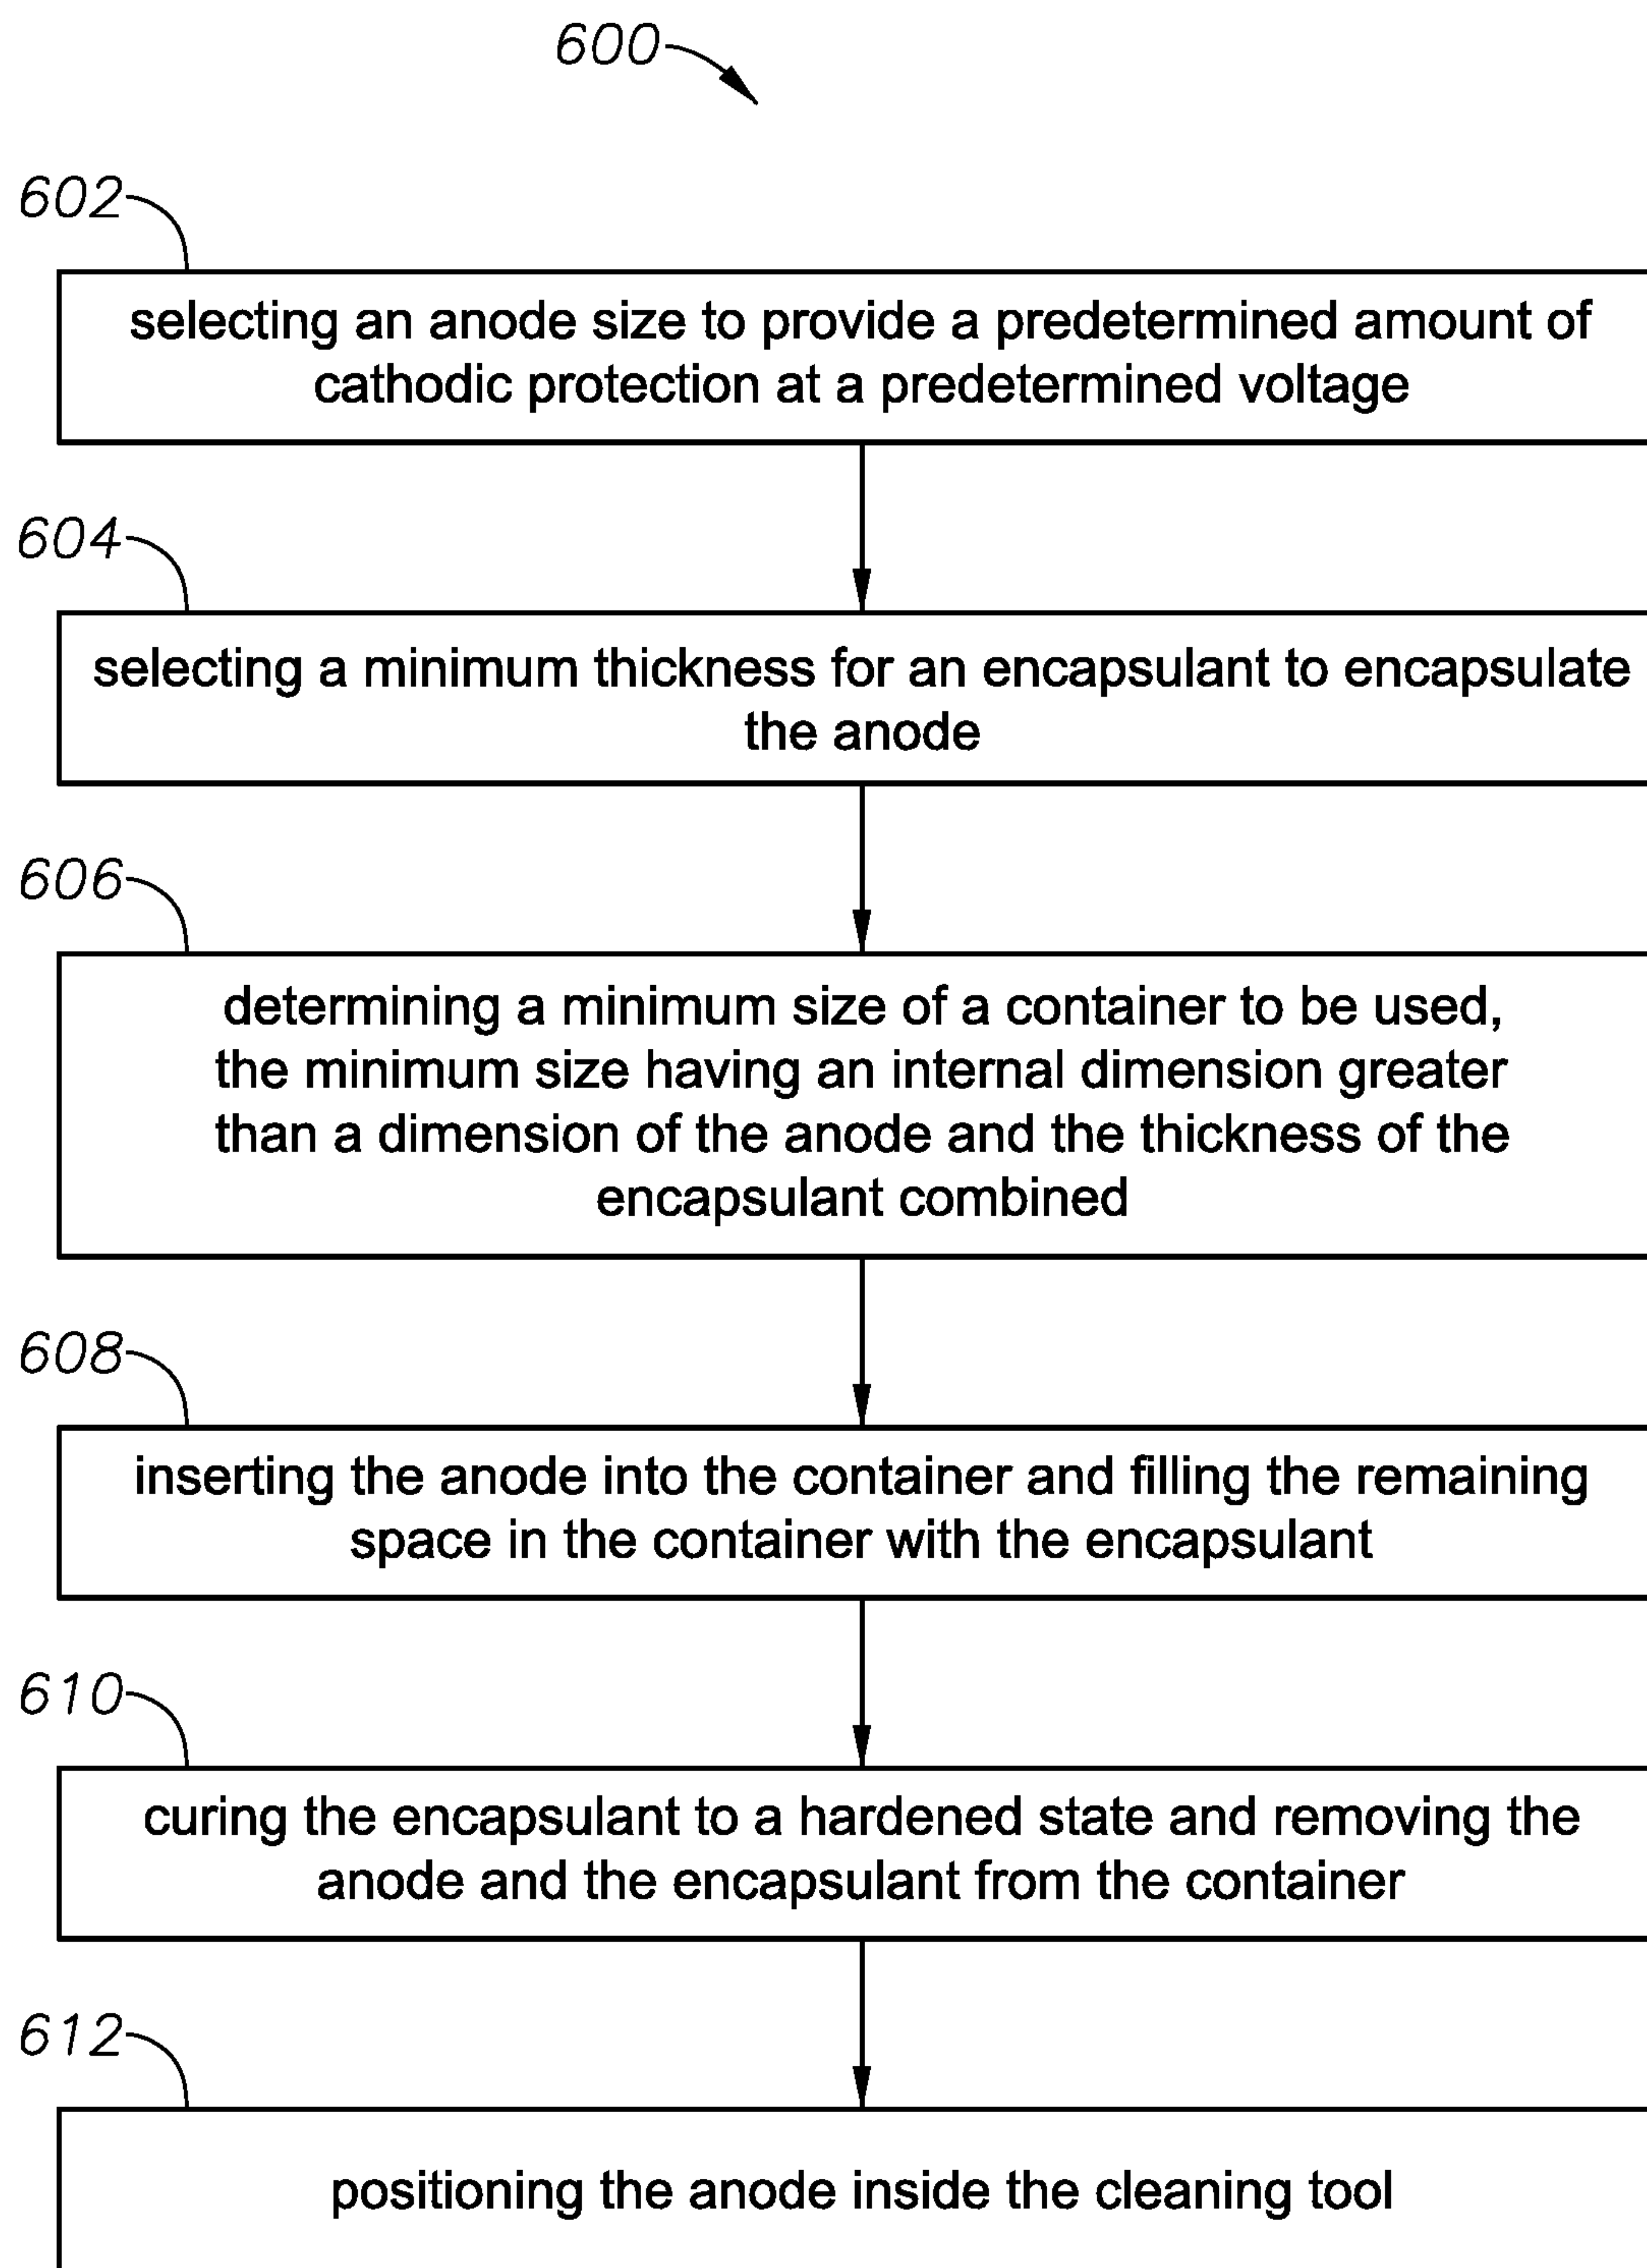 600
602
selecting an anode size to provide a predetermined amount of
cathodic protection at a predetermined voltage
604
selecting a minimum thickness for an encapsulant to encapsulate
the anode
606
determining a minimum size of a container to be used,
the minimum size having an internal dimension greater
than a dimension of the anode and the thickness of the
encapsulant combined
608
inserting the anode into the container and filling the remaining
space in the container with the encapsulant
610
curing the encapsulant to a hardened state and removing the
anode and the encapsulant from the container
612
positioning the anode inside the cleaning tool